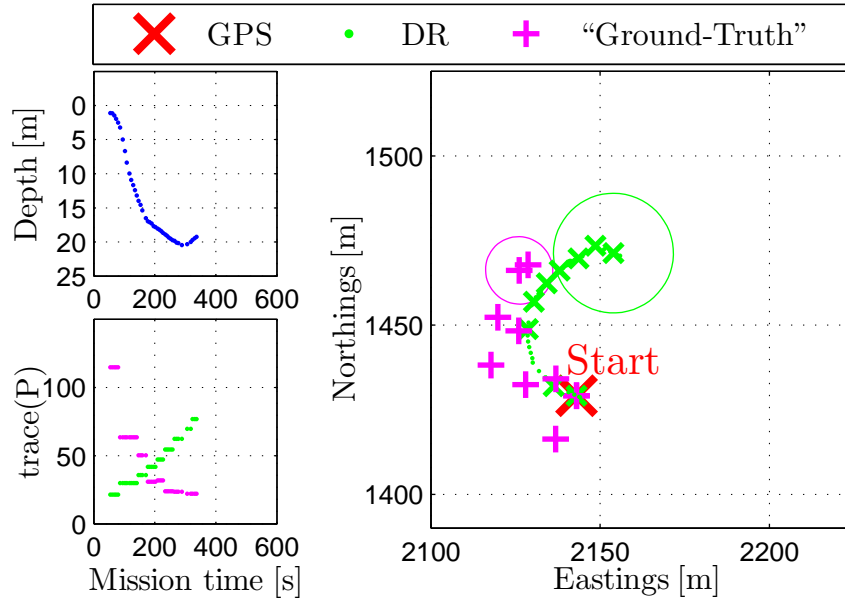 GPS DR “Ground-Truth”
Depth [m]
0
5
10
15
20
25
0 200 400 600
trace(P)
100
50
0
0 200 400 600
Mission time [s]
Northings [m]
1500
1450
1400
Start
2100 2150 2200
Eastings [m]